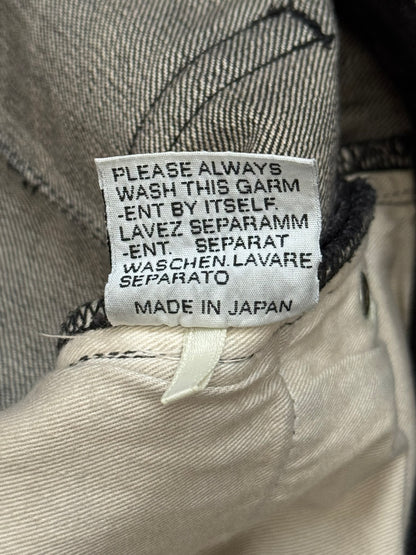 PLEASE ALWAYS
WASH THIS GARM
-ENT BY ITSELF.
LAVEZ SEPARAMM
-ENT. SEPARAT
WASCHEN.LAVARE
SEPARATO
MADE IN JAPAN